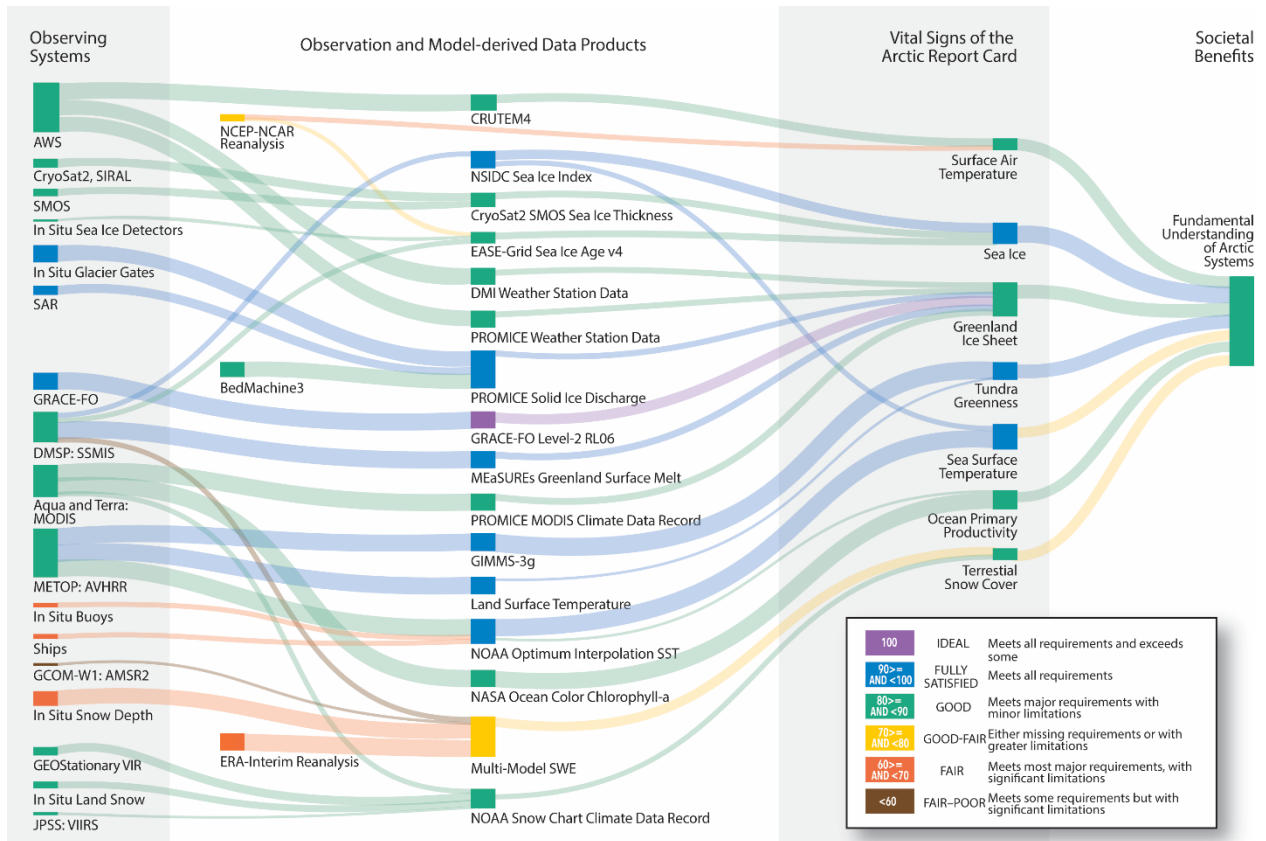 Observing
Systems
Observation and Model-derived Data Products
Vital Signs of the
Arctic Report Card
Societal
Benefits
AWS
CryoSat2, SIRAL
SMOS
In Situ Sea Ice Detectors
In Situ Glacier Gates
SAR
GRACE-FO
DMSP: SSMIS
Aqua and Terra:
MODIS
METOP: AVHRR
In Situ Buoys
Ships
GCOM-W1: AMSR2
In Situ Snow Depth
GEOStationary VIR
In Situ Land Snow
JPSS: VIIRS
NCEP-NCAR
Reanalysis
BedMachine3
ERA-Interim Reanalysis
CRUTEM4
NSIDC Sea Ice Index
CryoSat2 SMOS Sea Ice Thickness
EASE-Grid Sea Ice Age v4
DMI Weather Station Data
PROMICE Weather Station Data
PROMICE Solid Ice Discharge
GRACE-FO Level-2 RL06
MEaSUREs Greenland Surface Melt
PROMICE MODIS Climate Data Record
GIMMS-3g
Land Surface Temperature
NOAA Optimum Interpolation SST
NASA Ocean Color Chlorophyll-a
Multi-Model SWE
NOAA Snow Chart Climate Data Record
Surface Air
Temperature
Sea Ice
Greenland
Ice Sheet
Tundra
Greenness
Sea Surface
Temperature
Ocean Primary
Productivity
Terrestial
Snow Cover
Fundamental
Understanding
of Arctic
Systems
100
IDEAL
Meets all requirements and exceeds
some
90>=
AND <100
FULLY
SATISFIED
Meets all requirements
80>=
AND <90
GOOD
Meets major requirements with
minor limitations
70>=
AND <80
GOOD-FAIR
Either missing requirements or with
greater limitations
60>=
AND <70
FAIR
Meets most major requirements, with
significant limitations
<60
FAIR–POOR
Meets some requirements but with
significant limitations